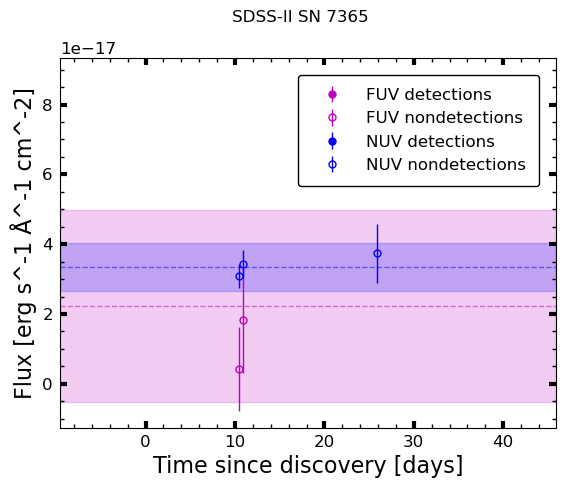 SDSS-II SN 7365
1e−17
FUV detections
FUV nondetections
NUV detections
NUV nondetections
8
6
4
2
0
Flux [erg s^-1 Å^-1 cm^-2]
0 10 20 30 40
Time since discovery [days]